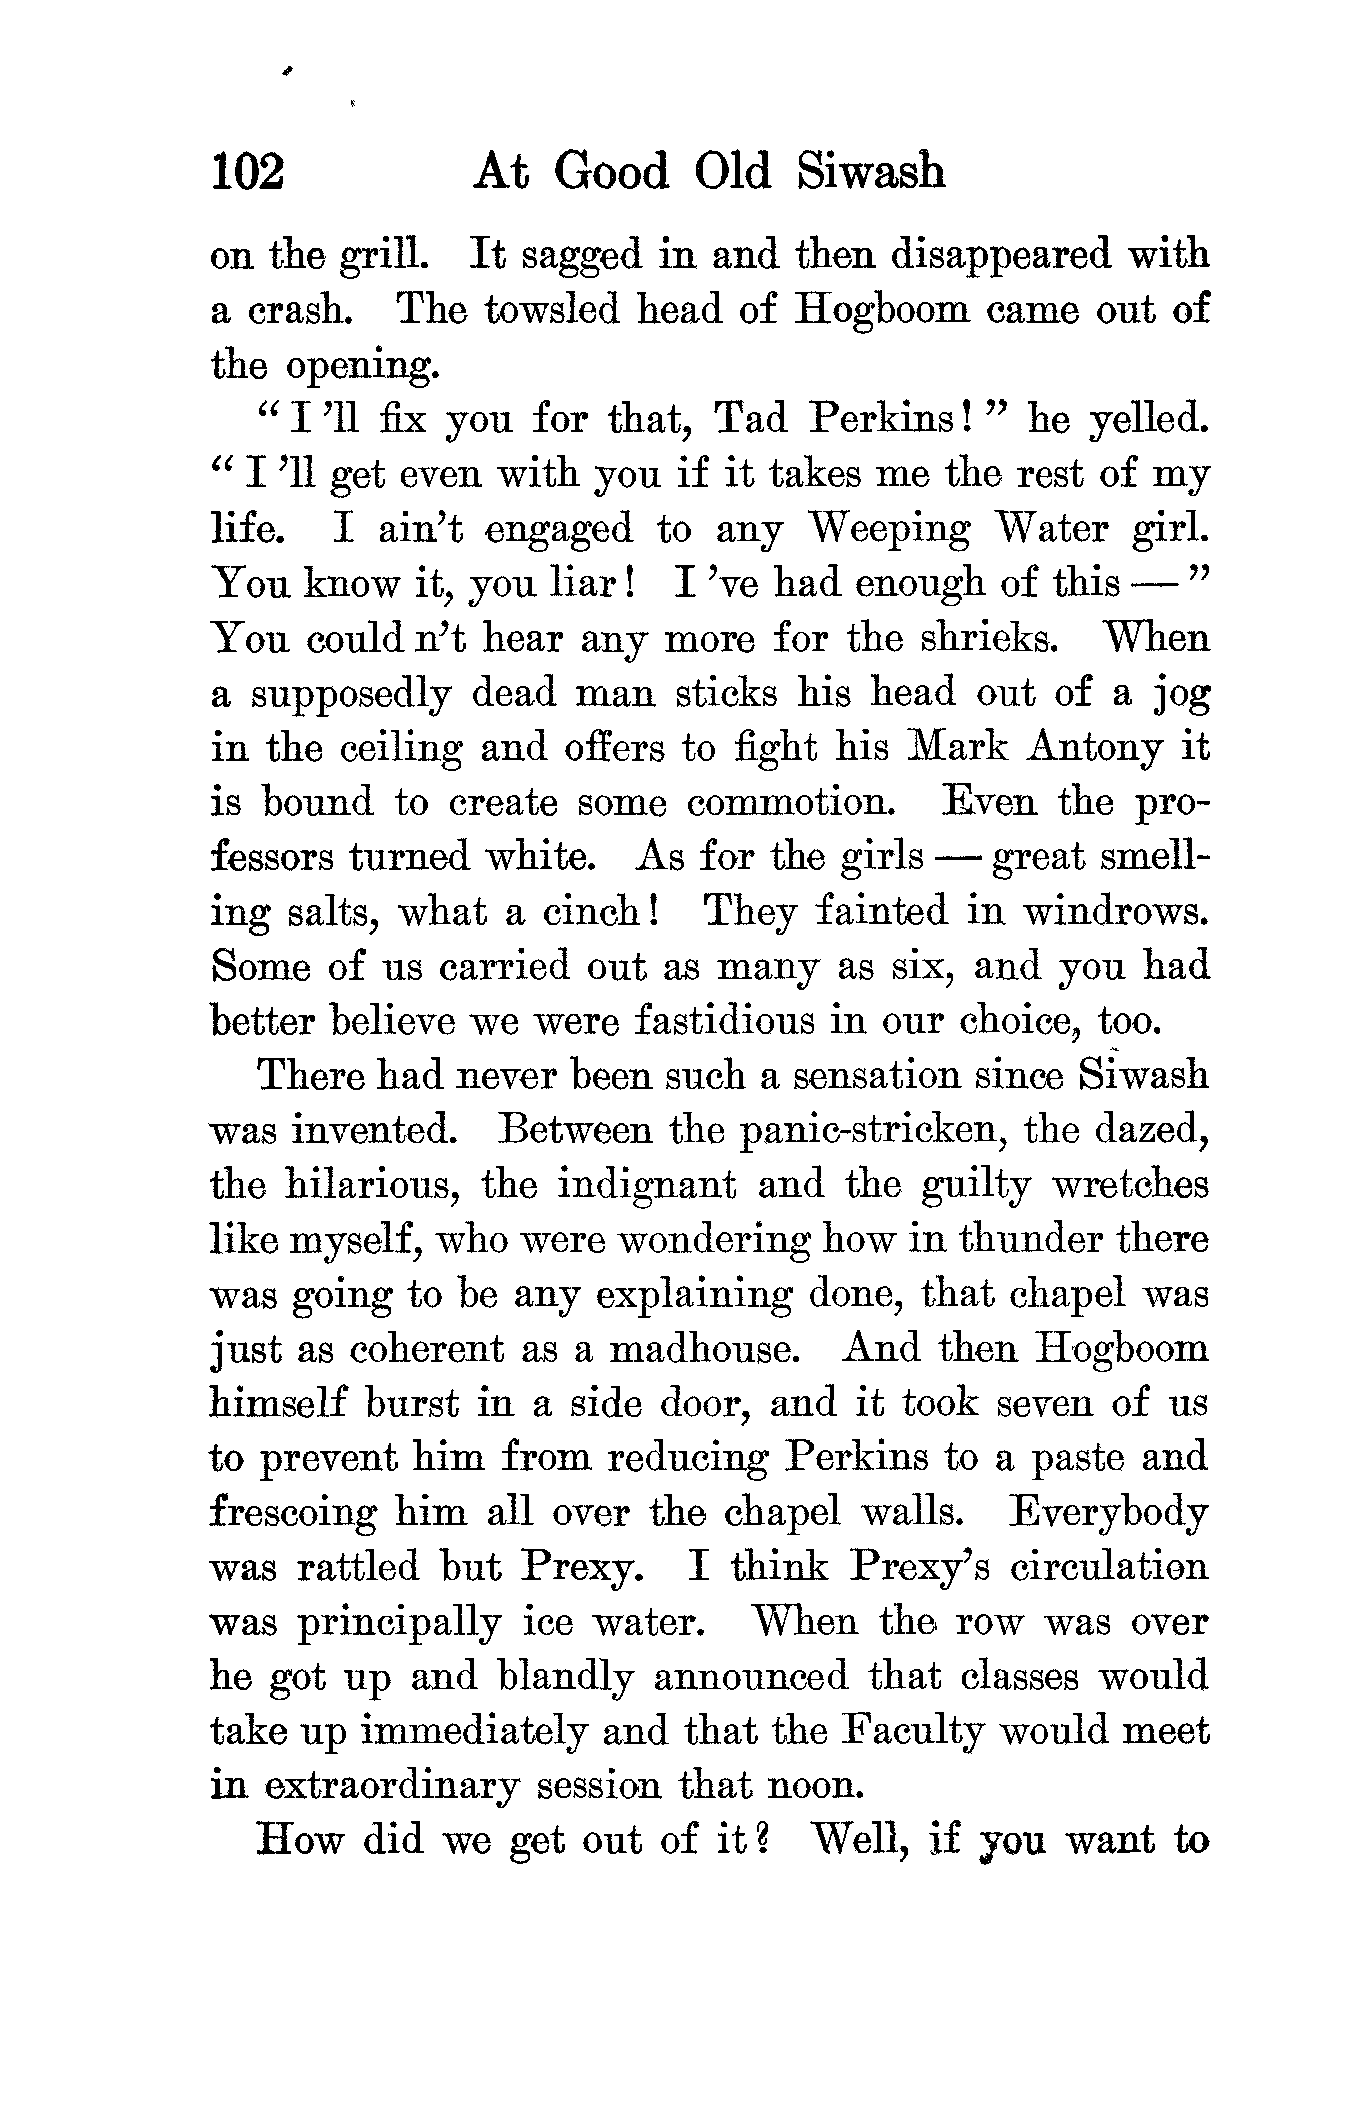 102 At Good Old Siwash
on the grill. It sagged in and then disappeared with
a crash. The towsled head of Hogboom came out of
the opening.
“I ’ll fix you for that, Tad Perkins!” he yelled.
“I ’ll get even with you if it takes me the rest of my
life. I ain’t engaged to any Weeping Water girl.
You know it, you liar! I ’ve had enough of this —”
You could n’t hear any more for the shrieks. When
a supposedly dead man sticks his head out of a jog
in the ceiling and offers to fight his Mark Antony it
is bound to create some commotion. Even the pro-
fessors turned white. As for the girls — great smell-
ing salts, what a cinch! They fainted in windrows.
Some of us carried out as many as six, and you had
better believe we were fastidious in our choice, too.
There had never been such a sensation since Siwash
was invented. Between the panic-stricken, the dazed,
the hilarious, the indignant and the guilty wretches
like myself, who were wondering how in thunder there
was going to be any explaining done, that chapel was
just as coherent as a madhouse. And then Hogboom
himself burst in a side door, and it took seven of us
to prevent him from reducing Perkins to a paste and
frescoing him all over the chapel walls. Everybody
was rattled but Prexy. I think Prexy’s circulation
was principally ice water. When the row was over
he got up and blandly announced that classes would
take up immediately and that the Faculty would meet
in extraordinary session that noon.
How did we get out of it? Well, if you want to